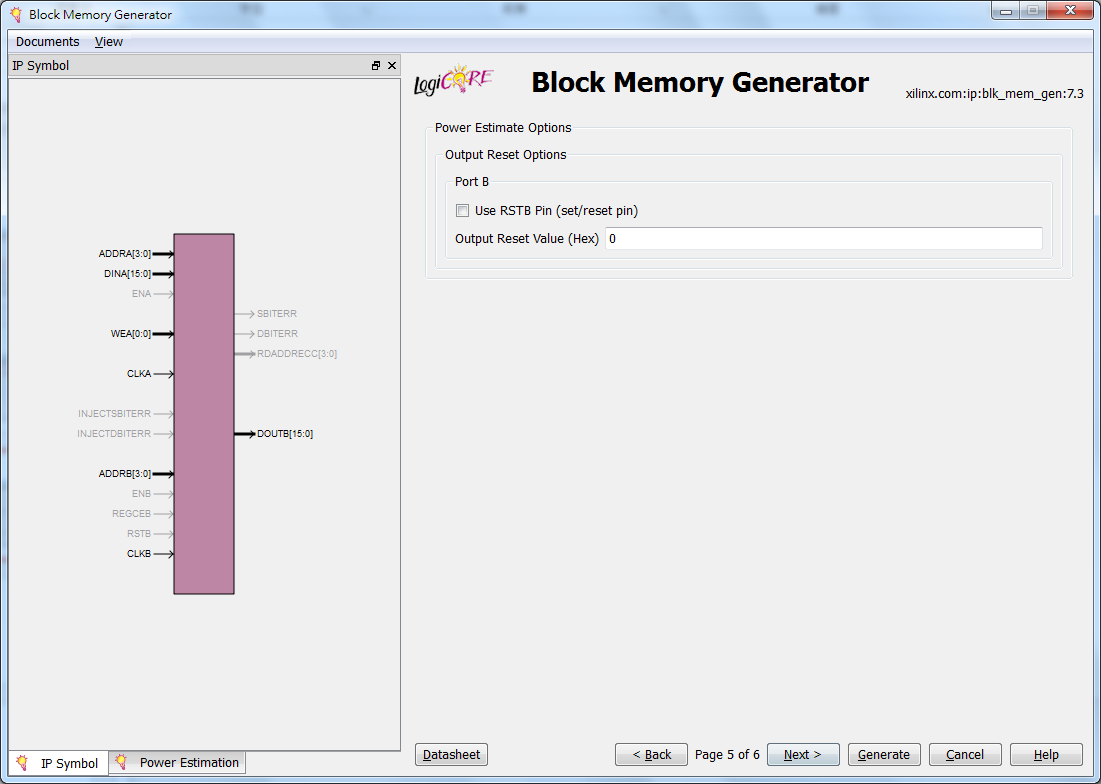 Block Memory Generator
Documents View
IP Symbol
LogiCORE
Block Memory Generator
xilinx.com:ip:blk_mem_gen:7.3
Power Estimate Options
Output Reset Options
Port B
Use RSTB Pin (set/reset pin)
Output Reset Value (Hex) 0
ADDRA[3:0]
DINA[15:0]
ENA
SBITERR
WEA[0:0]
DBITERR
RDADDRECC[3:0]
CLKA
INJECTSBITERR
INJECTDBITERR
DOUTB[15:0]
ADDRB[3:0]
ENB
REGCEB
RSTB
CLKB
Datasheet
< Back Page 5 of 6 Next > Generate Cancel Help
IP Symbol Power Estimation